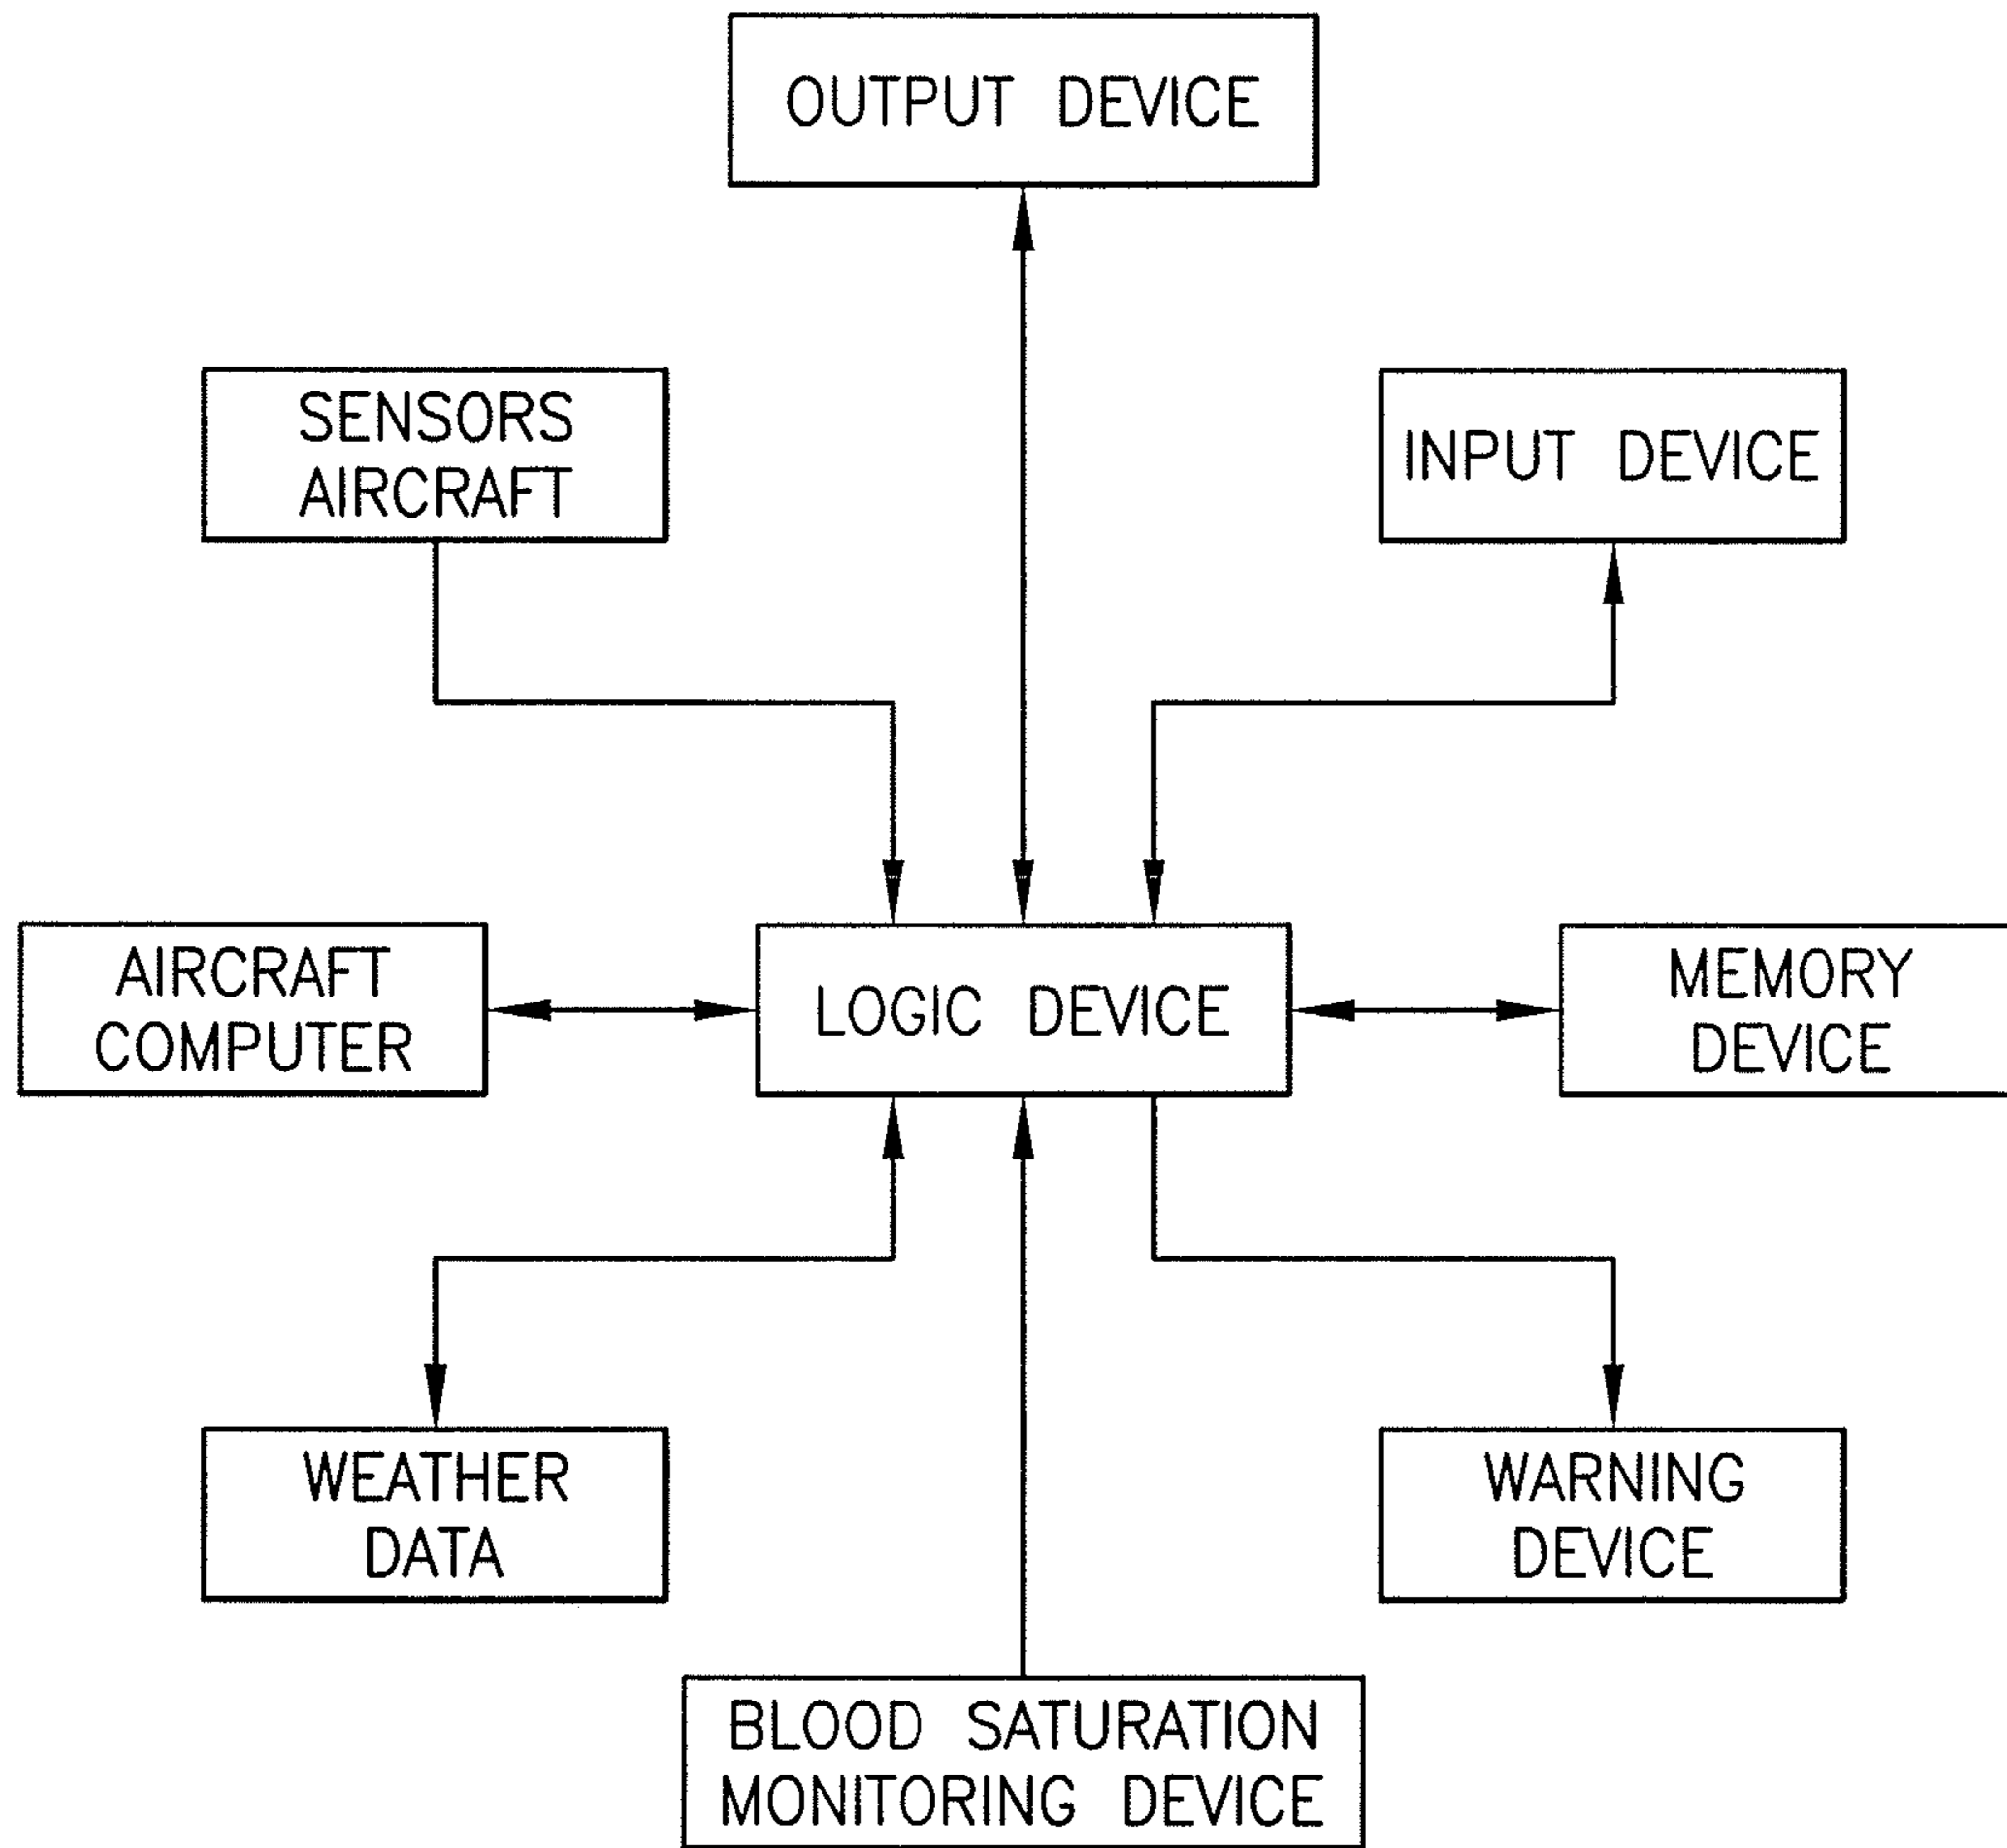 OUTPUT DEVICE
SENSORS
AIRCRAFT
INPUT DEVICE
AIRCRAFT
COMPUTER
LOGIC DEVICE
MEMORY
DEVICE
WEATHER
DATA
WARNING
DEVICE
BLOOD SATURATION
MONITORING DEVICE